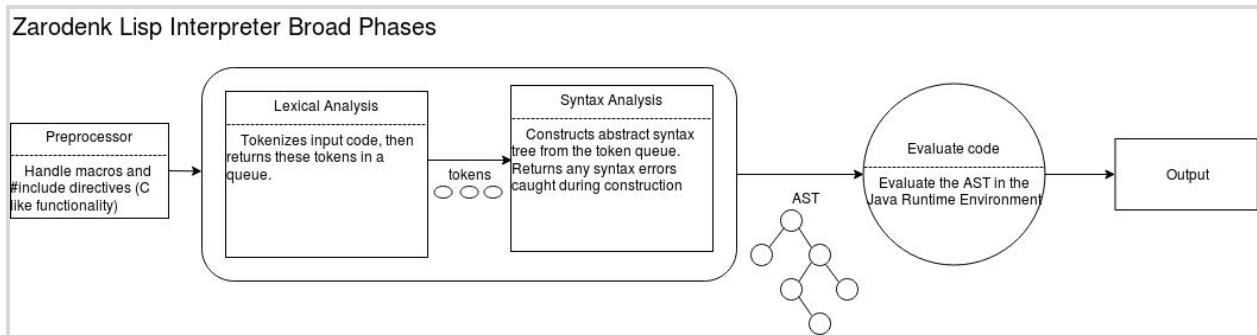 Zarodenk Lisp Interpreter Broad Phases
Preprocessor
Handle macros and
#include directives (C
like functionality)
Lexical Analysis
Tokenizes input code, then
returns these tokens in a
queue.
tokens
Syntax Analysis
Constructs abstract syntax
tree from the token queue.
Returns any syntax errors
caught during construction
AST
Evaluate code
Evaluate the AST in the
Java Runtime Environment
Output